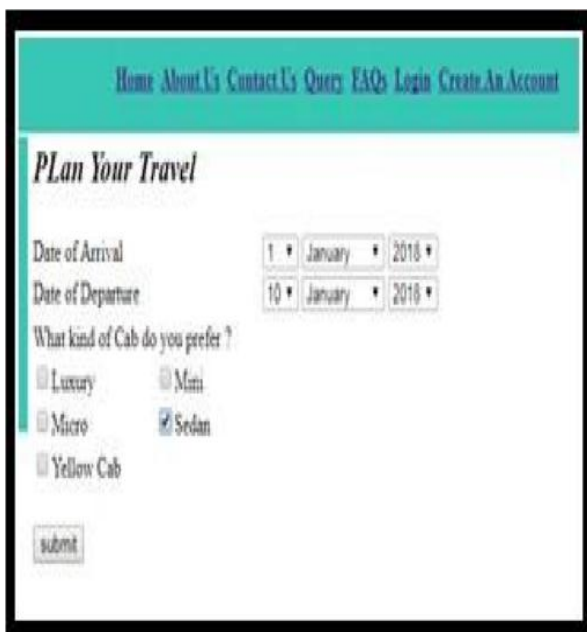 Home About Us Contact Us Query FAQs Login Create An Account
PLan Your Travel
Date of Arrival 1 January 2018
Date of Departure 10 January 2018
What kind of Cab do you prefer ?
Luxury Mini
Micro Sedan
Yellow Cab
submit